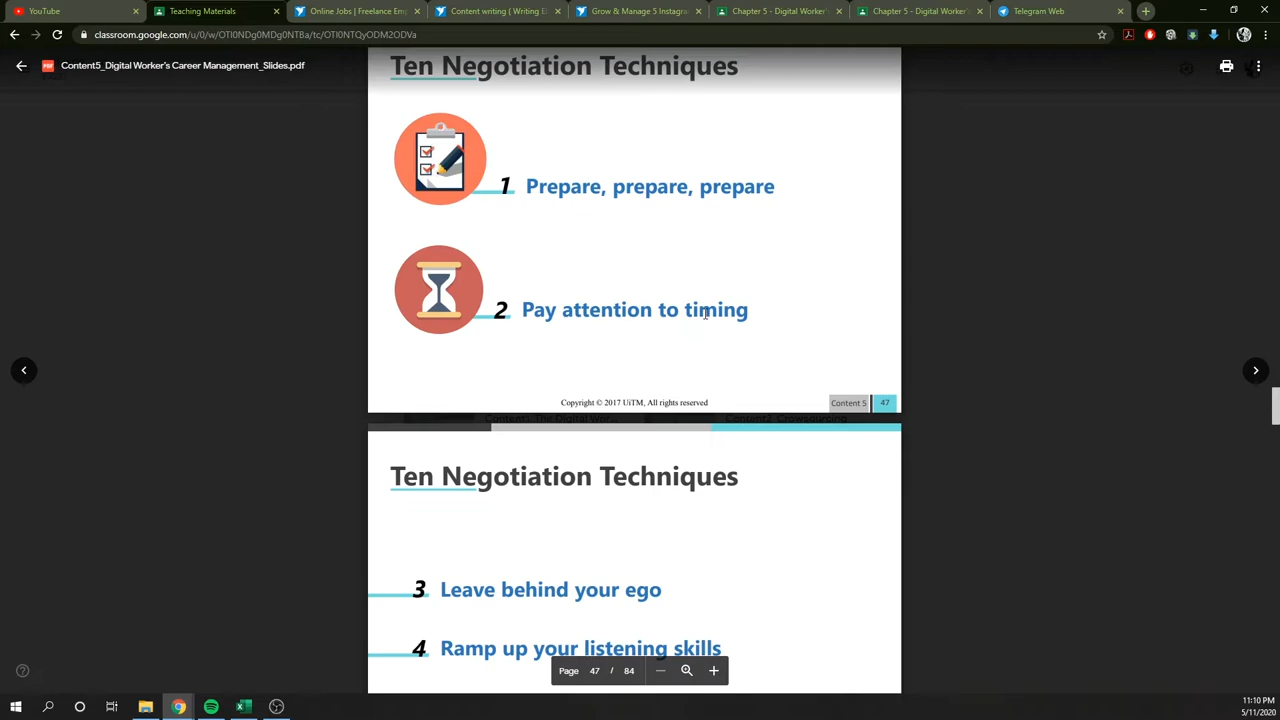 YouTube
Teaching Materials
Online Jobs | Freelance Emp
Content writing ( Writing E
Grow & Manage 5 Instagra
Chapter 5 - Digital Worker'
Chapter 5 - Digital Worker's
Telegram Web
classroom.google.com/u/0/w/OTI0NDg0MDg0NTBa/tc/OTI0NTQyODM2ODVa
Content5_Digital Worker's Career Management_Slides.pdf
Ten Negotiation Techniques
1 Prepare, prepare, prepare
2 Pay attention to timing
Copyright © 2017 UiTM, All rights reserved
Content 5
47
Ten Negotiation Techniques
3 Leave behind your ego
4 Ramp up your listening skills
Page 47 / 84
11:10 PM
5/11/2020